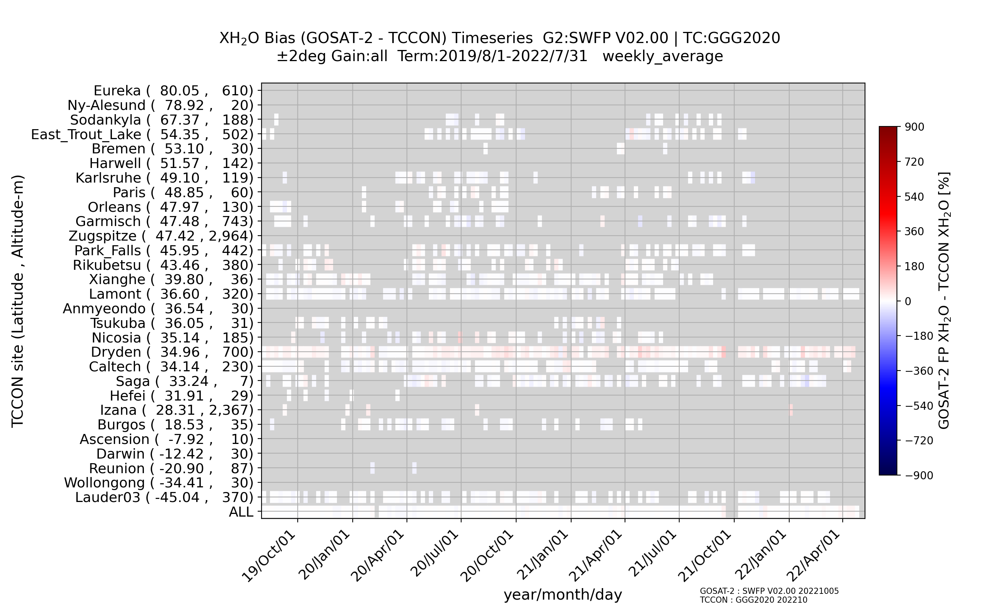 XH₂O Bias (GOSAT-2 - TCCON) Timeseries  G2:SWFP V02.00 | TC:GGG2020
±2deg Gain:all  Term:2019/8/1-2022/7/31   weekly_average
TCCON site (Latitude , Altitude-m)
Eureka (  80.05 ,   610)
Ny-Alesund (  78.92 ,    20)
Sodankyla (  67.37 ,   188)
East_Trout_Lake (  54.35 ,   502)
Bremen (  53.10 ,    30)
Harwell (  51.57 ,   142)
Karlsruhe (  49.10 ,   119)
Paris (  48.85 ,    60)
Orleans (  47.97 ,   130)
Garmisch (  47.48 ,   743)
Zugspitze (  47.42 , 2,964)
Park_Falls (  45.95 ,   442)
Rikubetsu (  43.46 ,   380)
Xianghe (  39.80 ,    36)
Lamont (  36.60 ,   320)
Anmyeondo (  36.54 ,    30)
Tsukuba (  36.05 ,    31)
Nicosia (  35.14 ,   185)
Dryden (  34.96 ,   700)
Caltech (  34.14 ,   230)
Saga (  33.24 ,     7)
Hefei (  31.91 ,    29)
Izana (  28.31 , 2,367)
Burgos (  18.53 ,    35)
Ascension (  -7.92 ,    10)
Darwin ( -12.42 ,    30)
Reunion ( -20.90 ,    87)
Wollongong ( -34.41 ,    30)
Lauder03 ( -45.04 ,   370)
ALL
19/Oct/01
20/Jan/01
20/Apr/01
20/Jul/01
20/Oct/01
21/Jan/01
21/Apr/01
21/Jul/01
21/Oct/01
22/Jan/01
22/Apr/01
year/month/day
900
720
540
360
180
0
−180
−360
−540
−720
−900
GOSAT-2 FP XH₂O - TCCON XH₂O [%]
GOSAT-2 : SWFP V02.00 20221005
TCCON : GGG2020 202210